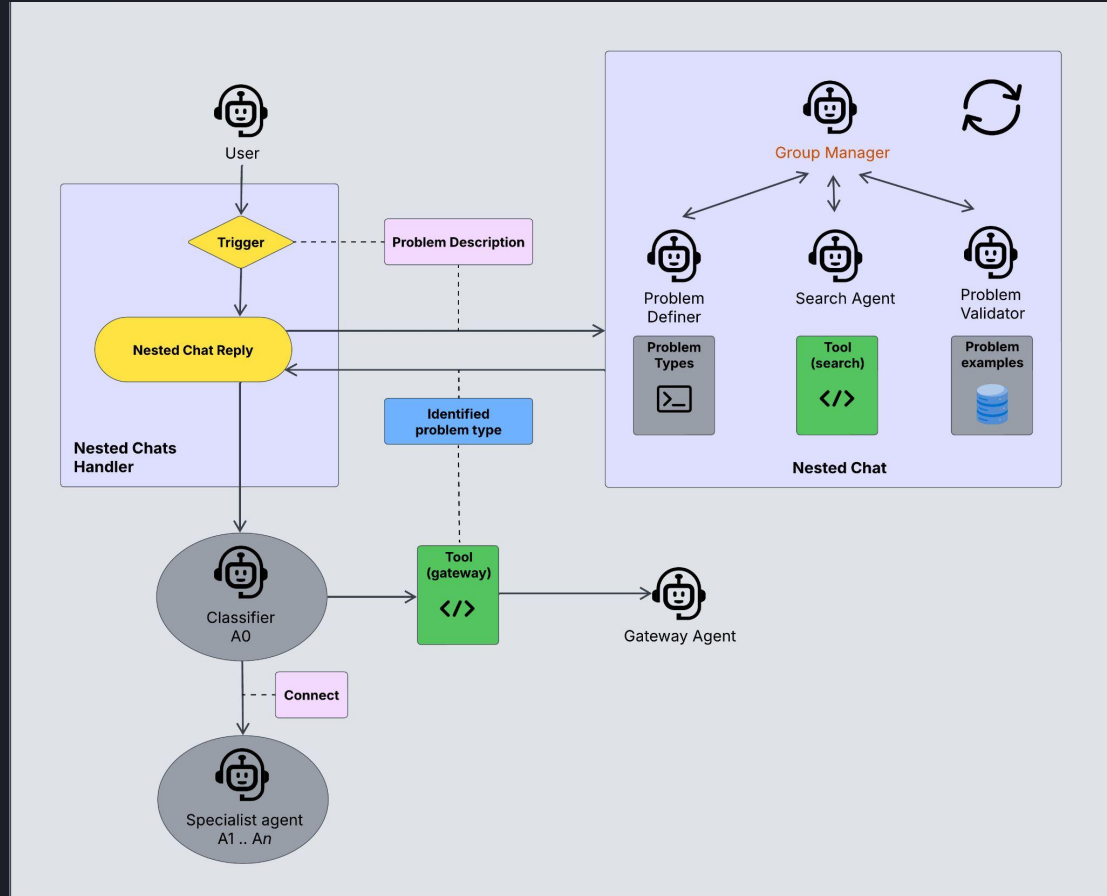 User
Trigger
Problem Description
Nested Chat Reply
Nested Chats
Handler
Group Manager
Problem
Definer
Search Agent
Problem
Validator
Problem
Types
>_
Tool
(search)
</>
Problem
examples
Nested Chat
Identified
problem type
Classifier
A0
Tool
(gateway)
</>
Gateway Agent
Connect
Specialist agent
A1 .. An